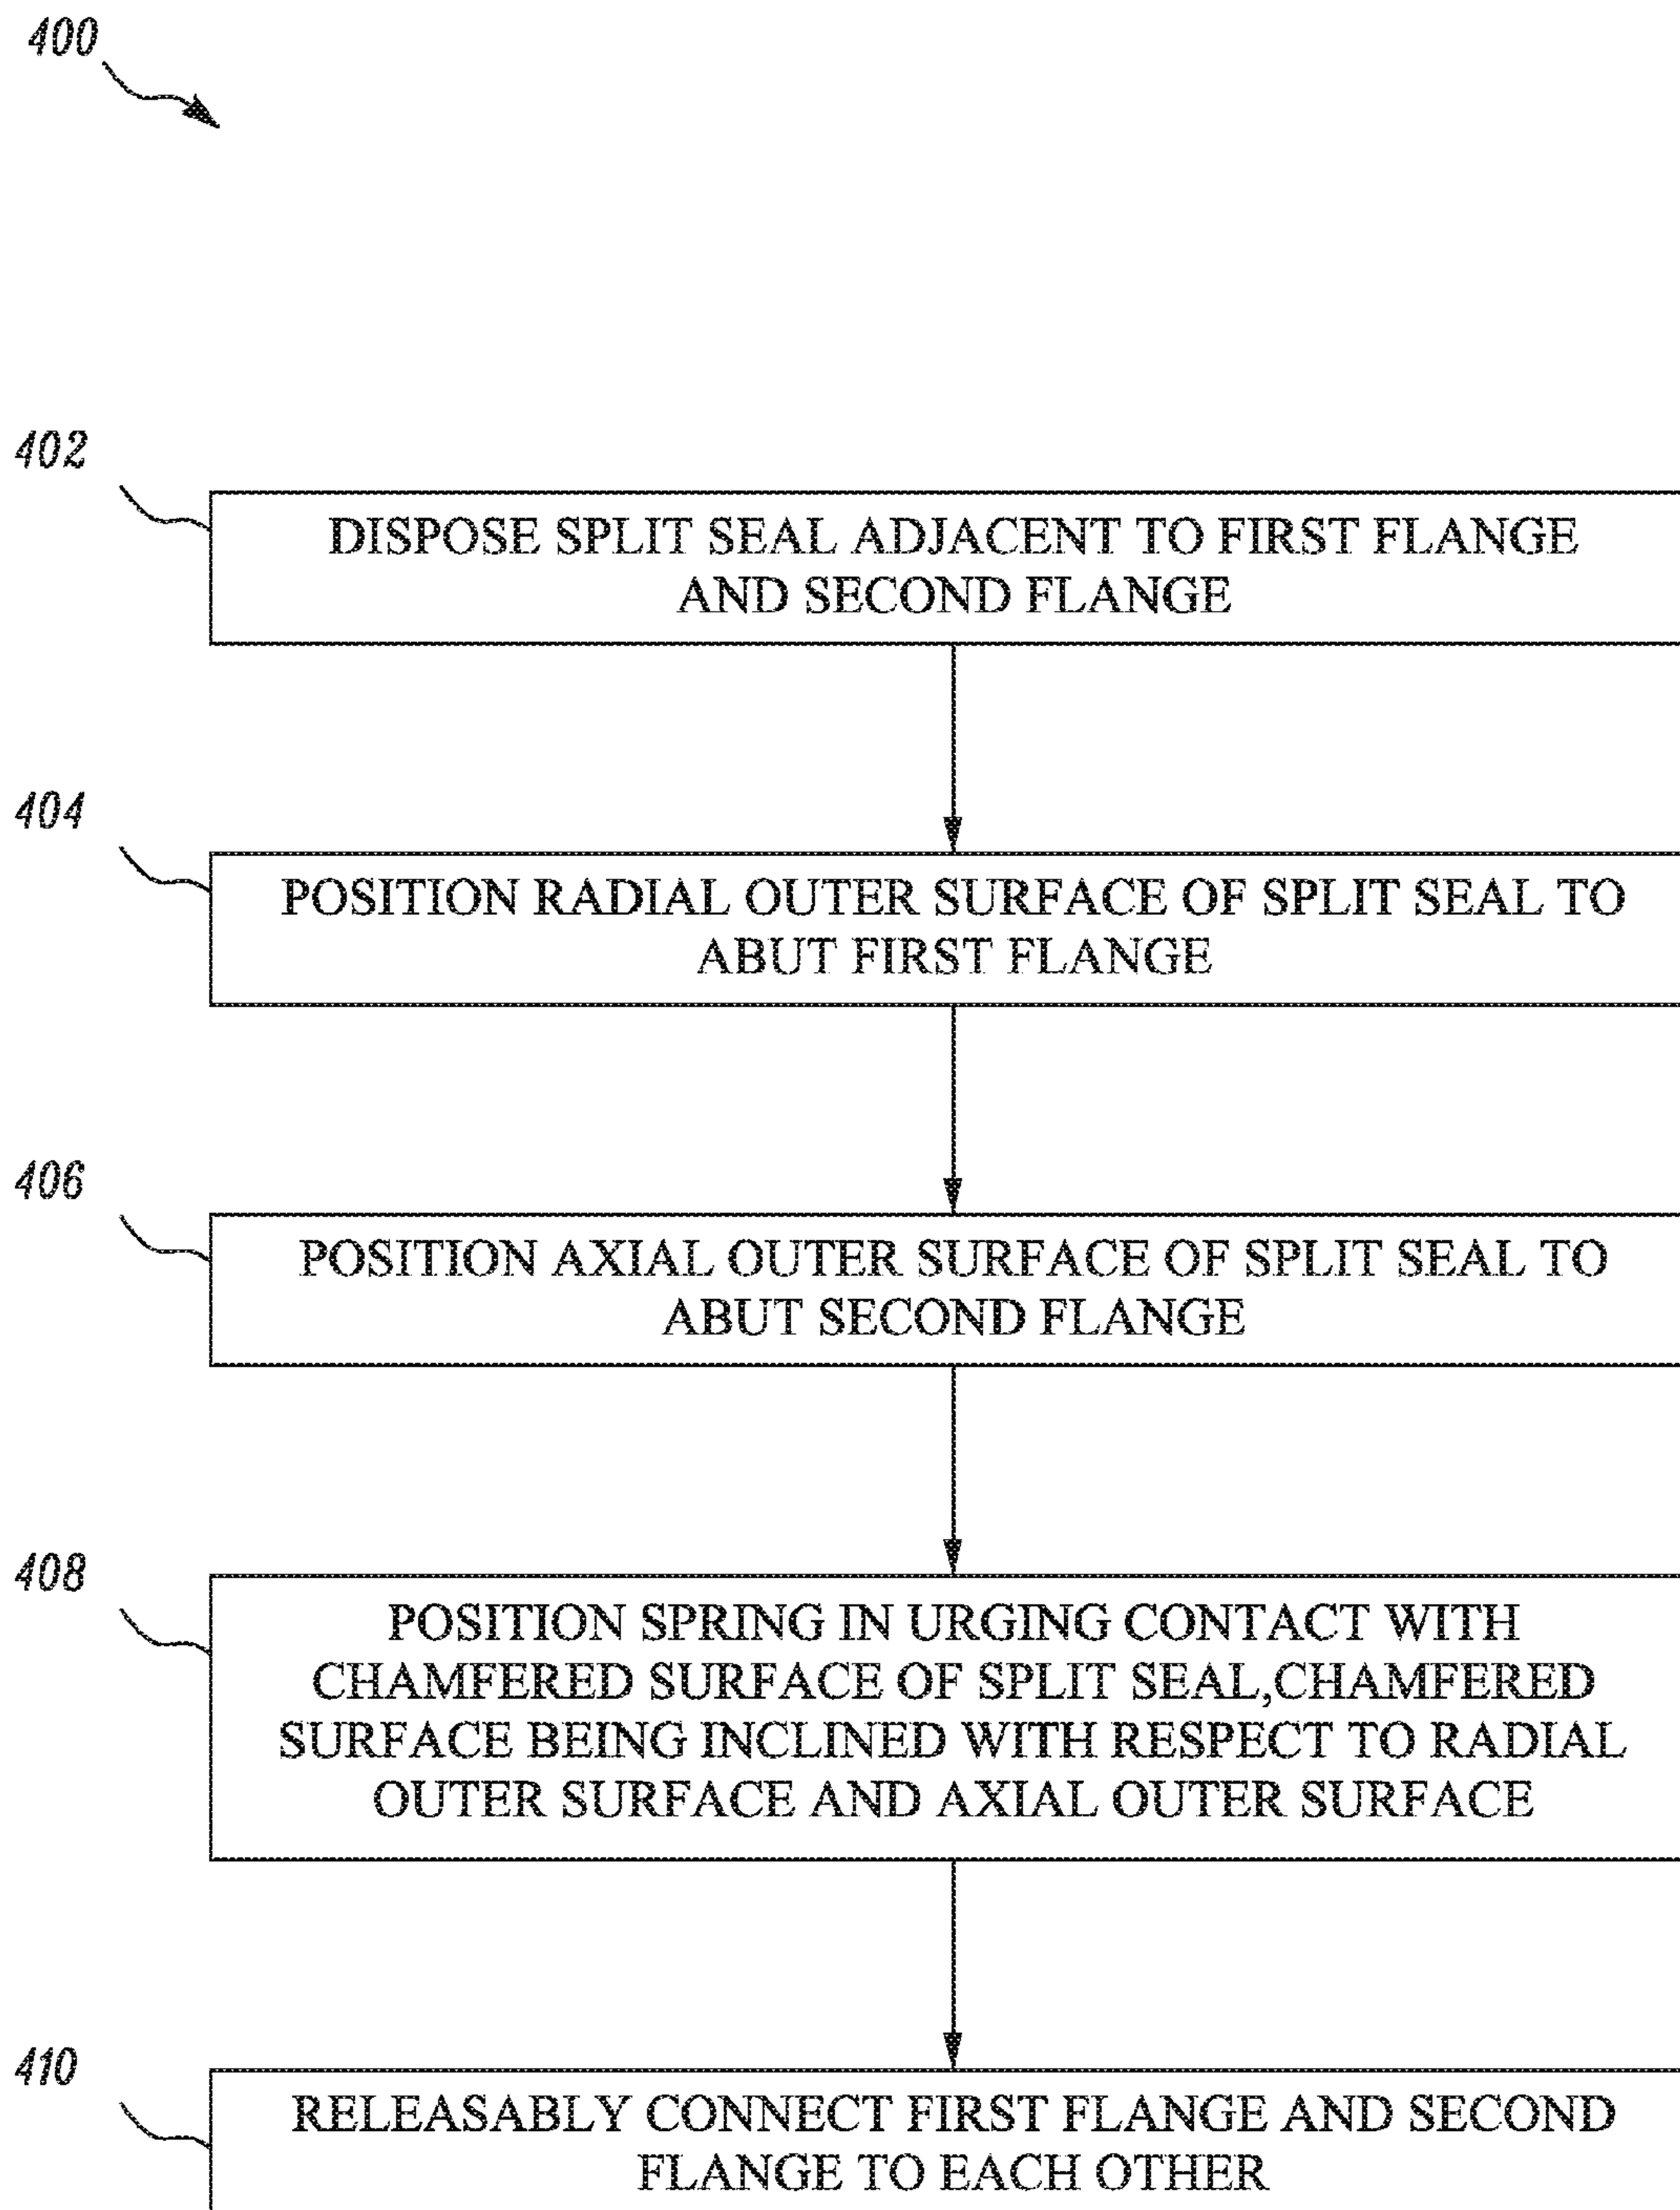 400
402
DISPOSE SPLIT SEAL ADJACENT TO FIRST FLANGE
AND SECOND FLANGE
404
POSITION RADIAL OUTER SURFACE OF SPLIT SEAL TO
ABUT FIRST FLANGE
406
POSITION AXIAL OUTER SURFACE OF SPLIT SEAL TO
ABUT SECOND FLANGE
408
POSITION SPRING IN URGING CONTACT WITH
CHAMFERED SURFACE OF SPLIT SEAL,CHAMFERED
SURFACE BEING INCLINED WITH RESPECT TO RADIAL
OUTER SURFACE AND AXIAL OUTER SURFACE
410
RELEASABLY CONNECT FIRST FLANGE AND SECOND
FLANGE TO EACH OTHER